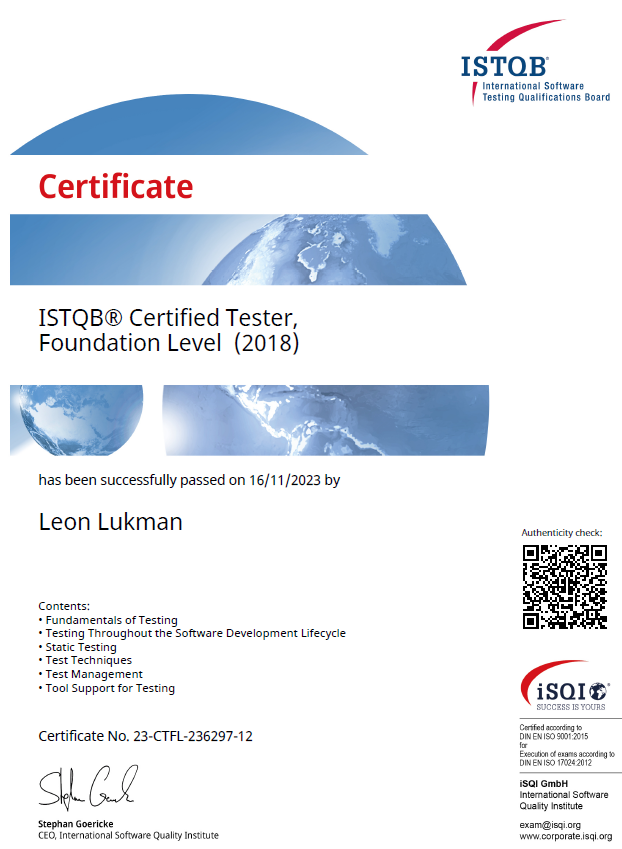 ISTQB®
International Software
Testing Qualifications Board
Certificate
ISTQB® Certified Tester,
Foundation Level (2018)
has been successfully passed on 16/11/2023 by
Leon Lukman
Authenticity check:
Contents:
• Fundamentals of Testing
• Testing Throughout the Software Development Lifecycle
• Static Testing
• Test Techniques
• Test Management
• Tool Support for Testing
iSQI®
SUCCESS IS YOURS
Certified according to
DIN EN ISO 9001:2015
for
Execution of exams according to
DIN EN ISO 17024:2012
Certificate No. 23-CTFL-236297-12
iSQI GmbH
International Software
Quality Institute
exam@isqi.org
www.corporate.isqi.org
Stephan Goericke
CEO, International Software Quality Institute